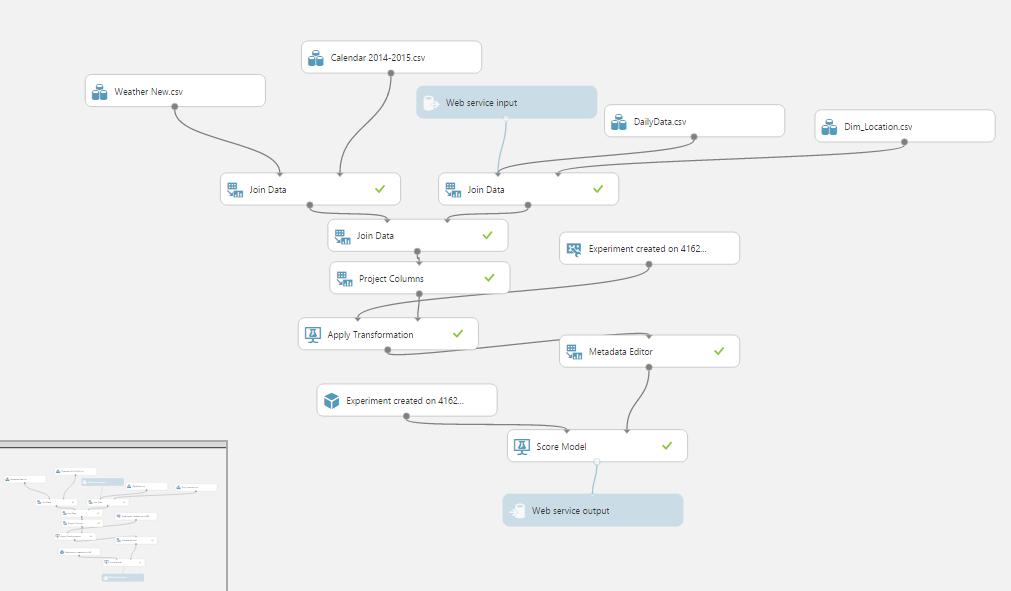 Calendar 2014-2015.csv
Weather New.csv
Web service input
DailyData.csv
Dim_Location.csv
Join Data
Join Data
Join Data
Experiment created on 4162...
Project Columns
Apply Transformation
Metadata Editor
Experiment created on 4162...
Score Model
Web service output